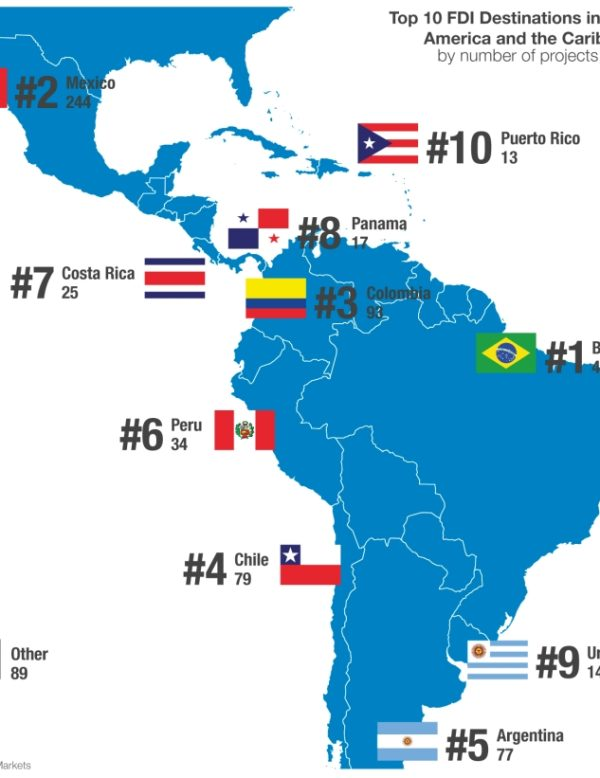 Top 10 FDI Destinations in
America and the Carib
by number of projects
#2 Mexico
244
#10 Puerto Rico
13
#8 Panama
17
#7 Costa Rica
25
#3 Colombia
93
#1 B
4
#6 Peru
34
#4 Chile
79
Other
89
#9 Ur
14
#5 Argentina
77
Markets